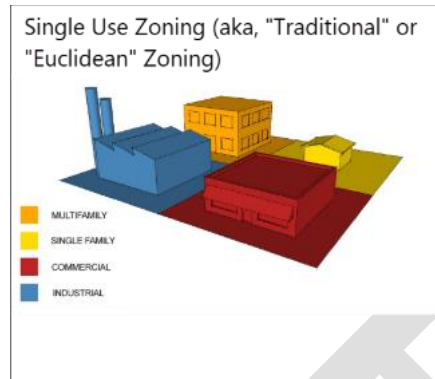 Single Use Zoning (aka, "Traditional" or
"Euclidean" Zoning)
MULTIFAMILY
SINGLE FAMILY
COMMERCIAL
INDUSTRIAL